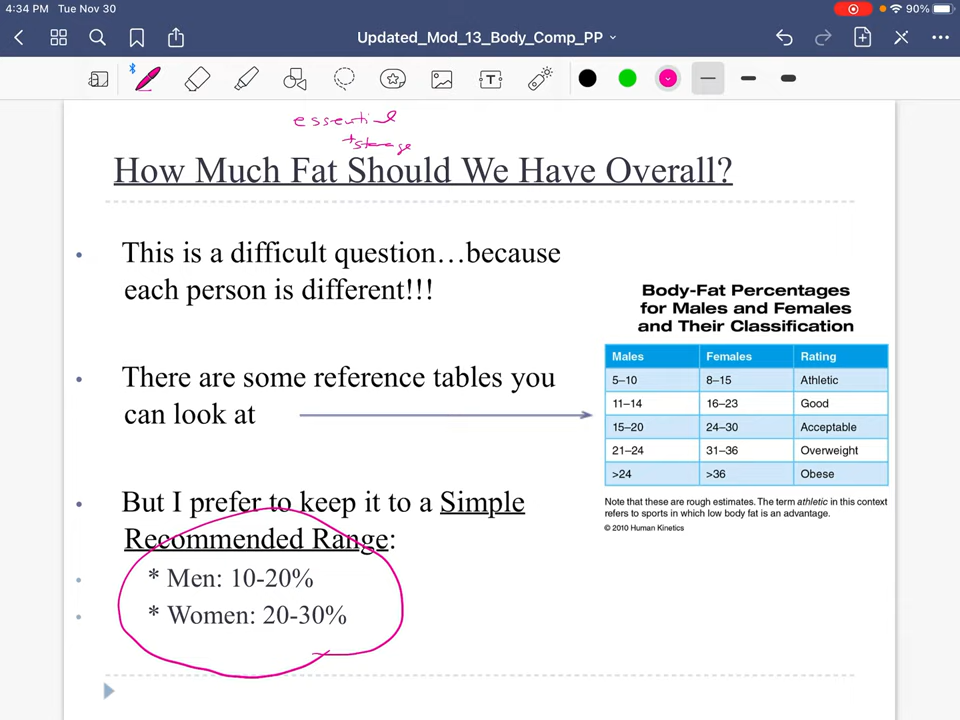 4:34 PM Tue Nov 30 90%
Updated_Mod_13_Body_Comp_PP
essential
+storage
How Much Fat Should We Have Overall?
• This is a difficult question…because
each person is different!!!
• There are some reference tables you
can look at
• But I prefer to keep it to a Simple
Recommended Range:
• * Men: 10-20%
• * Women: 20-30%
Body-Fat Percentages
for Males and Females
and Their Classification
Males Females Rating
5–10 8–15 Athletic
11–14 16–23 Good
15–20 24–30 Acceptable
21–24 31–36 Overweight
>24 >36 Obese
Note that these are rough estimates. The term athletic in this context
refers to sports in which low body fat is an advantage.
© 2010 Human Kinetics